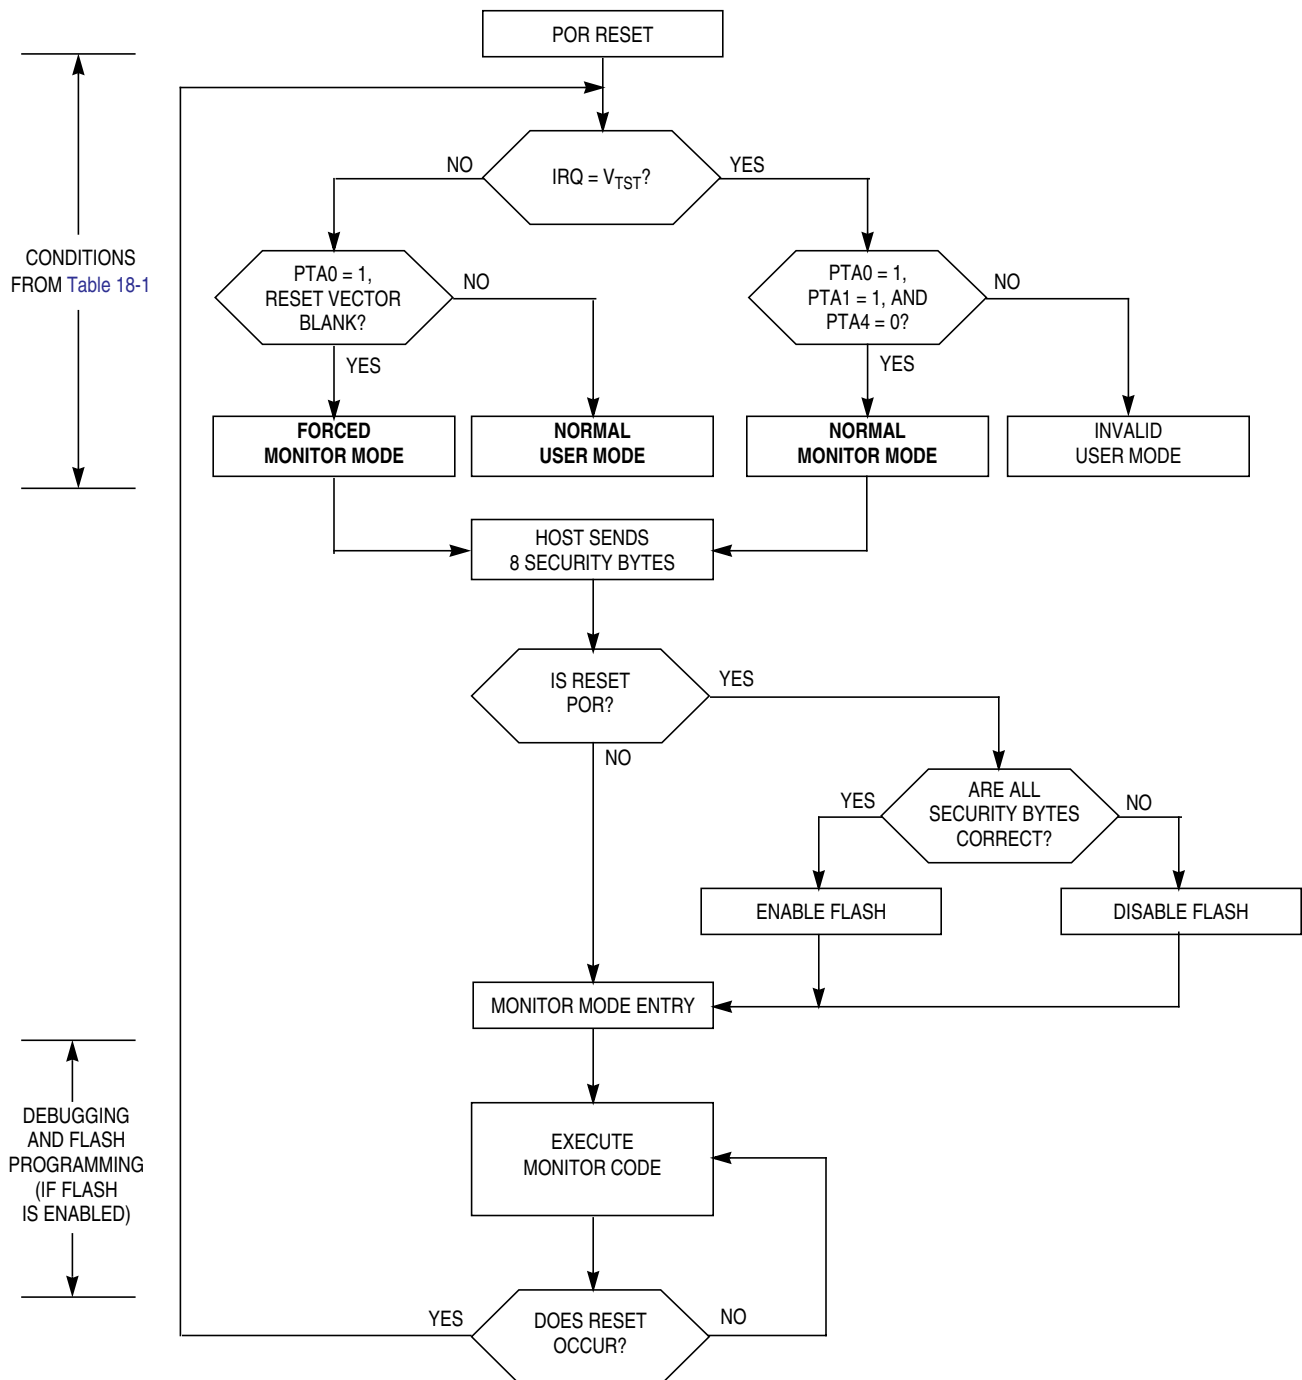 POR RESET
IRQ = VTST?
NO
YES
CONDITIONS
FROM Table 18-1
PTA0 = 1,
RESET VECTOR
BLANK?
NO
YES
PTA0 = 1,
PTA1 = 1, AND
PTA4 = 0?
NO
YES
FORCED
MONITOR MODE
NORMAL
USER MODE
NORMAL
MONITOR MODE
INVALID
USER MODE
HOST SENDS
8 SECURITY BYTES
IS RESET
POR?
YES
NO
ARE ALL
SECURITY BYTES
CORRECT?
YES
NO
ENABLE FLASH
DISABLE FLASH
MONITOR MODE ENTRY
DEBUGGING
AND FLASH
PROGRAMMING
(IF FLASH
IS ENABLED)
EXECUTE
MONITOR CODE
DOES RESET
OCCUR?
YES
NO